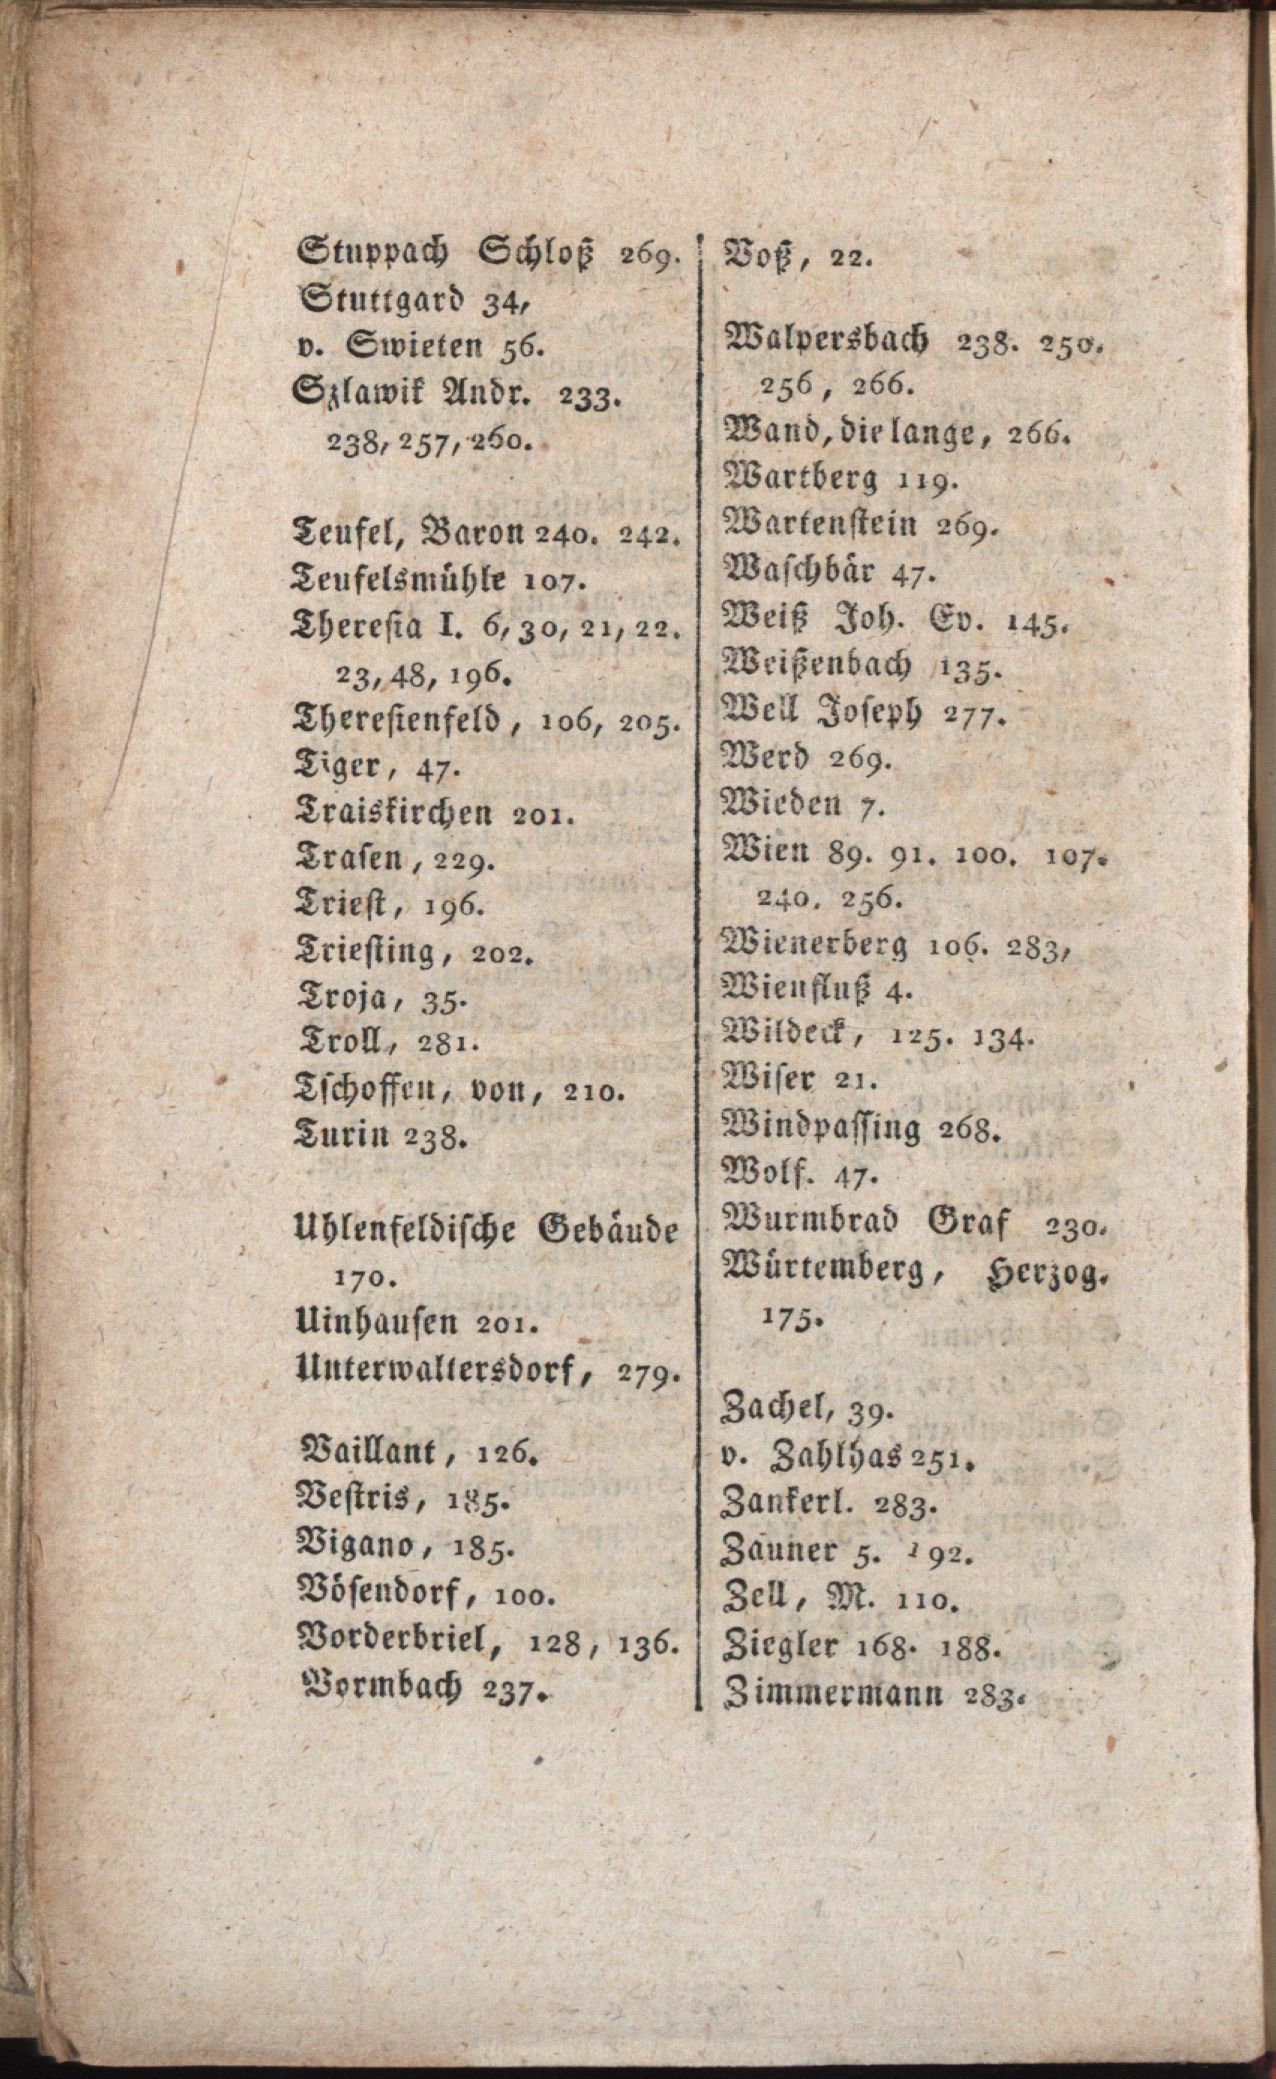 Stuppach Schloß 269.
Stuttgard 34,
v. Swieten 56.
Szlawik Andr. 233.
238, 257, 260.
Teufel, Baron 240. 242.
Teufelsmühle 107.
Theresia I. 6, 30, 21, 22.
23, 48, 196.
Theresienfeld, 106, 205.
Tiger, 47.
Traiskirchen 201.
Trasen, 229.
Triest, 196.
Triesting, 202.
Troja, 35.
Troll, 281.
Tschoffen, von, 210.
Turin 238.
Uhlenfeldische Gebäude
170.
Uinhausen 201.
Unterwaltersdorf, 279.
Vaillant, 126.
Vestris, 185.
Vigano, 185.
Vösendorf, 100.
Vorderbriel, 128, 136.
Vormbach 237.
Voß, 22.
Walpersbach 238. 250.
256, 266.
Wand, die lange, 266.
Wartberg 119.
Wartenstein 269.
Waschbär 47.
Weiß Joh. Ev. 145.
Weißenbach 135.
Well Joseph 277.
Werd 269.
Wieden 7.
Wien 89. 91. 100. 107.
240. 256.
Wienerberg 106. 283,
Wienfluß 4.
Wildeck, 125. 134.
Wiser 21.
Windpassing 268.
Wolf. 47.
Wurmbrad Graf 230.
Würtemberg, Herzog.
175.
Zachel, 39.
v. Zahlhas 251.
Zankerl. 283.
Zauner 5. 192.
Zell, M. 110.
Ziegler 168. 188.
Zimmermann 283.